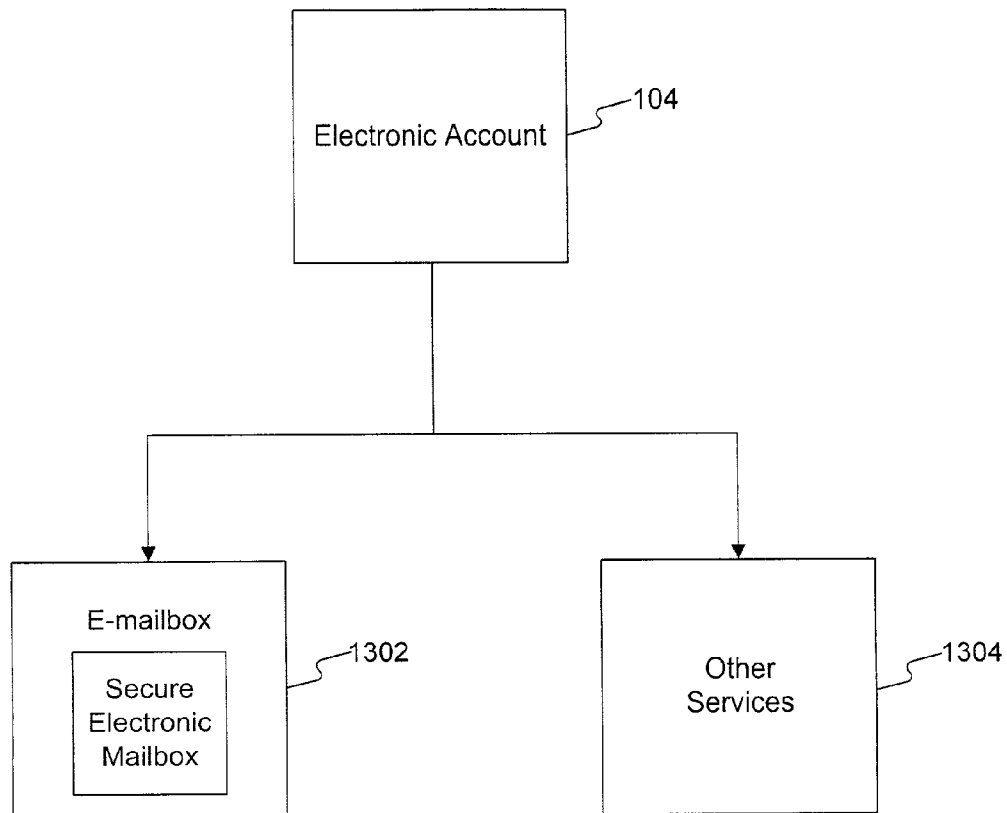 Electronic Account
104
E-mailbox
1302
Secure
Electronic
Mailbox
Other
Services
1304